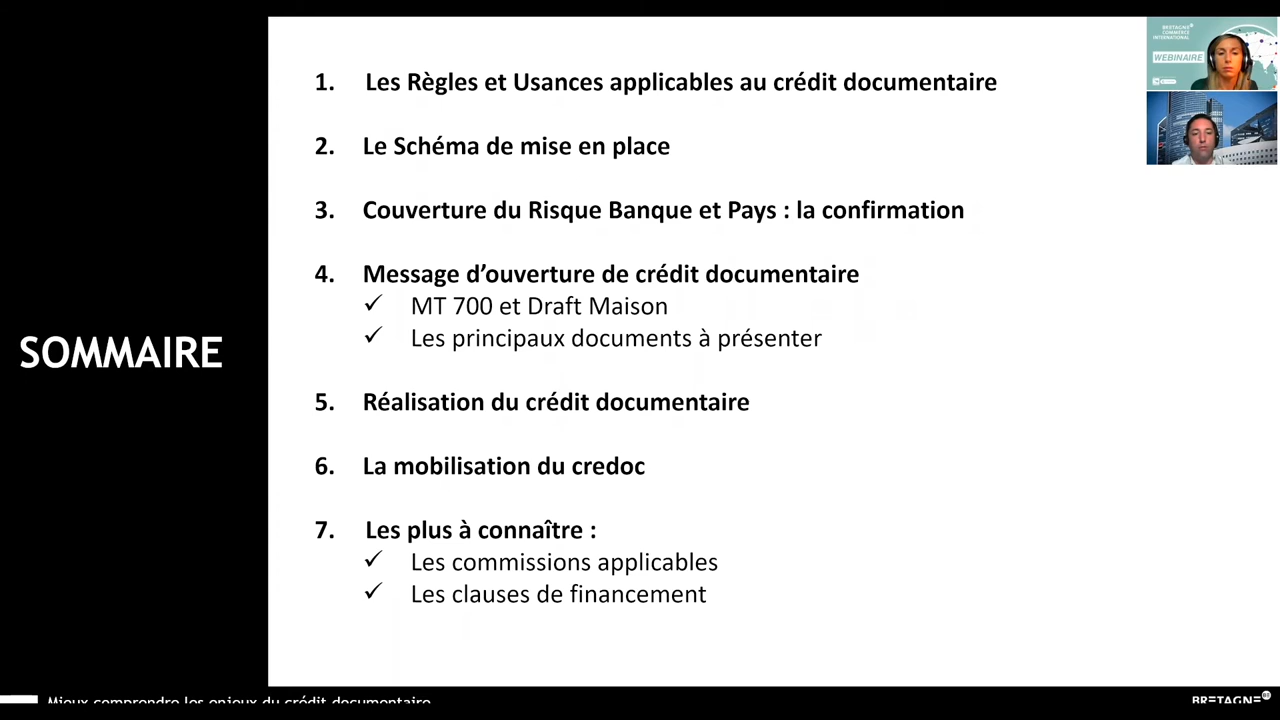 SOMMAIRE
1. Les Règles et Usances applicables au crédit documentaire
2. Le Schéma de mise en place
3. Couverture du Risque Banque et Pays : la confirmation
4. Message d’ouverture de crédit documentaire
✓ MT 700 et Draft Maison
✓ Les principaux documents à présenter
5. Réalisation du crédit documentaire
6. La mobilisation du credoc
7. Les plus à connaître :
✓ Les commissions applicables
✓ Les clauses de financement
BRETAGNE
COMMERCE
INTERNATIONAL
WEBINAIRE
Mieux comprendre les enjeux du crédit documentaire
BRETAGNE